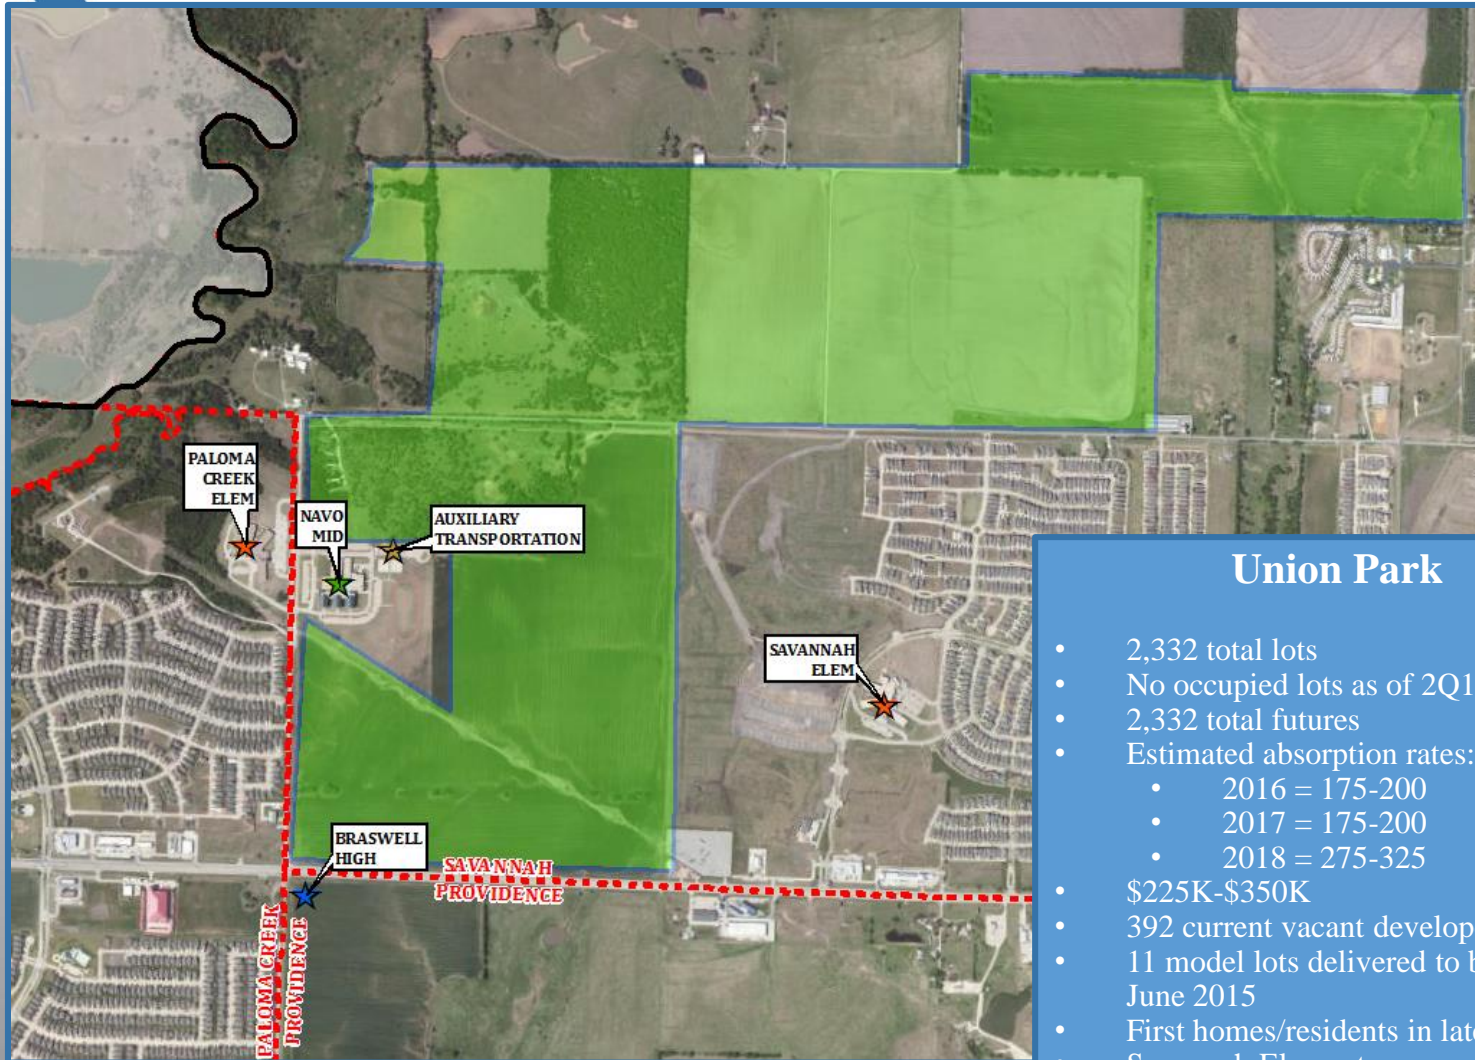 PALOMA
CREEK
ELEM
NAVO
MID
AUXILIARY
TRANSPORTATION
SAVANNAH
ELEM
BRASWELL
HIGH
SAVANNAH
PROVIDENCE
PALOMA CREEK
PROVIDENCE
Union Park
• 2,332 total lots
• No occupied lots as of 2Q1
• 2,332 total futures
• Estimated absorption rates:
• 2016 = 175-200
• 2017 = 175-200
• 2018 = 275-325
• $225K-$350K
• 392 current vacant develop
• 11 model lots delivered to b
June 2015
• First homes/residents in late